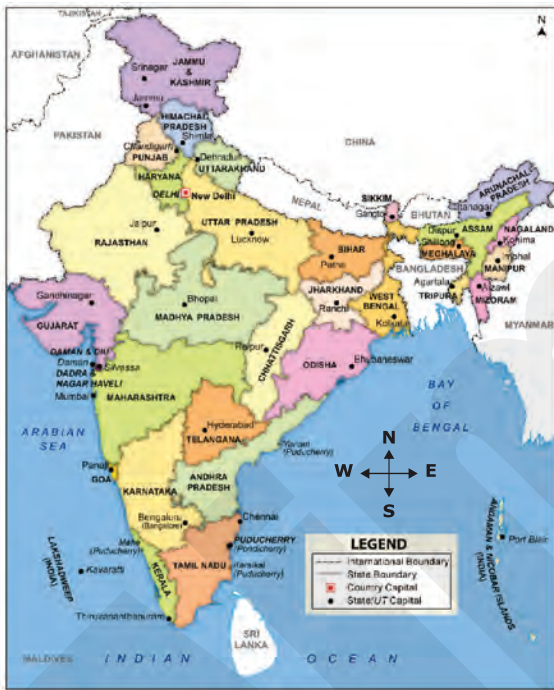 TAJIKISTAN
N
AFGHANISTAN
JAMMU &
KASHMIR
Srinagar
Jammu
HIMACHAL
PRADESH
Shimla
PAKISTAN
Chandigarh
PUNJAB
Dehradun
UTTARAKHAND
CHINA
HARYANA
DELHI
New Delhi
NEPAL
SIKKIM
Gangtok
BHUTAN
ARUNACHAL
PRADESH
Itanagar
Jaipur
RAJASTHAN
UTTAR PRADESH
Lucknow
Dispur
ASSAM
NAGALAND
Kohima
Shillong
MEGHALAYA
Imphal
MANIPUR
BIHAR
Patna
BANGLADESH
Agartala
TRIPURA
Aizawl
MIZORAM
MYANMAR
Gandhinagar
GUJARAT
Bhopal
MADHYA PRADESH
JHARKHAND
Ranchi
WEST
BENGAL
Kolkata
Raipur
CHHATTISGARH
DAMAN & DIU
Daman
DADRA &
NAGAR HAVELI
Silvassa
Mumbai
MAHARASHTRA
ODISHA
Bhubaneswar
ARABIAN
SEA
BAY
OF
BENGAL
Hyderabad
TELANGANA
Yanam
(Puducherry)
N
W
E
S
Panaji
GOA
KARNATAKA
ANDHRA
PRADESH
Bengaluru
(Bangalore)
Chennai
Mahe
(Puducherry)
PUDUCHERRY
(Pondicherry)
Karaikal
(Puducherry)
TAMIL NADU
KERALA
LAKSHADWEEP
(INDIA)
Kavaratti
Thiruvananthapuram
ANDAMAN & NICOBAR ISLANDS
(INDIA)
Port Blair
LEGEND
International Boundary
State Boundary
Country Capital
State/UT Capital
SRI
LANKA
MALDIVES
INDIAN OCEAN